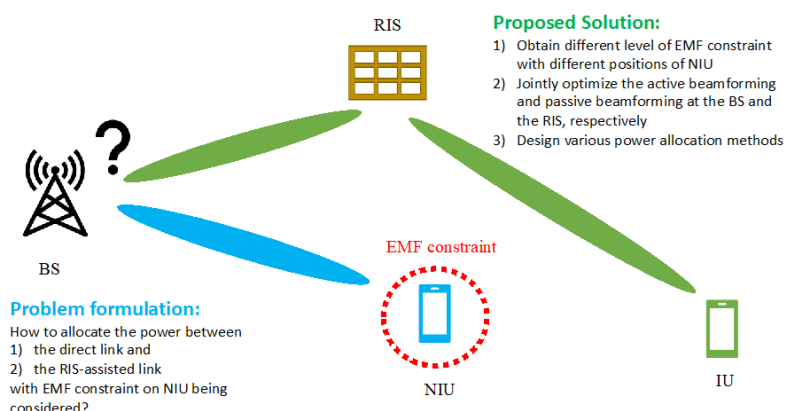 RIS
Proposed Solution:
1) Obtain different level of EMF constraint
with different positions of NIU
2) Jointly optimize the active beamforming
and passive beamforming at the BS and
the RIS, respectively
3) Design various power allocation methods
?
BS
EMF constraint
NIU
IU
Problem formulation:
How to allocate the power between
1) the direct link and
2) the RIS-assisted link
with EMF constraint on NIU being
considered?